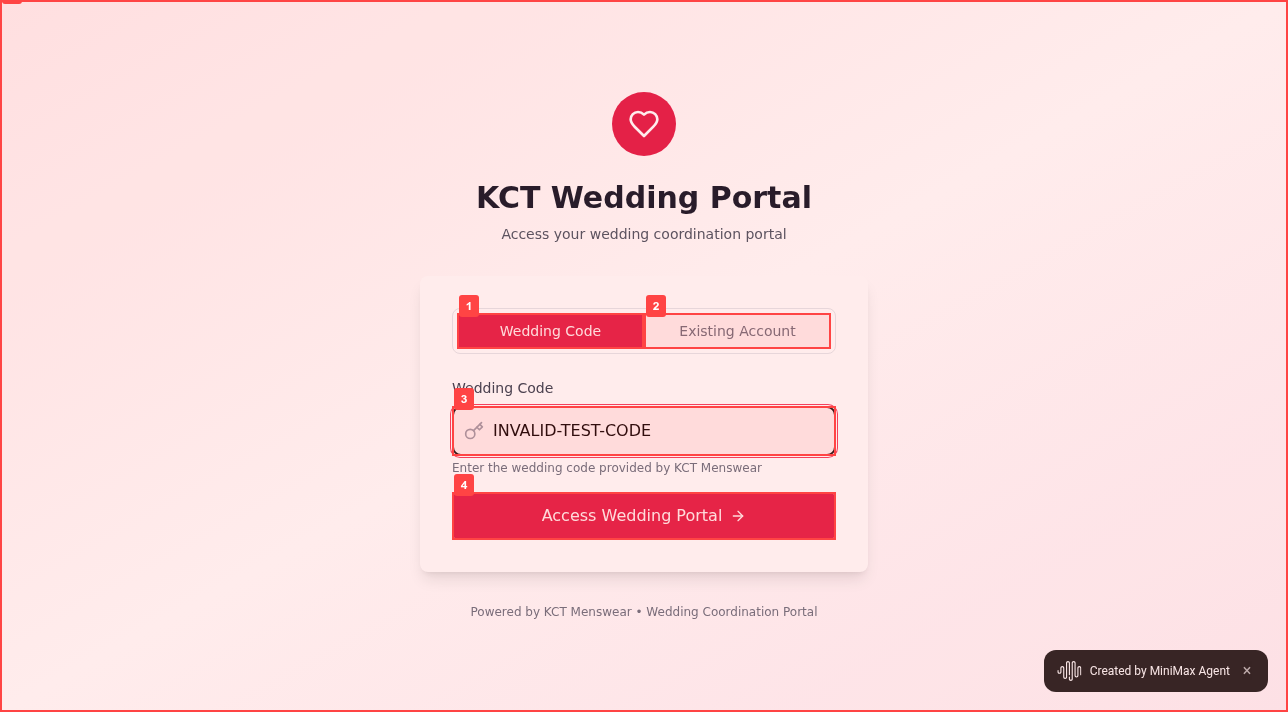 KCT Wedding Portal
Access your wedding coordination portal
1
2
Wedding Code
Existing Account
Wedding Code
3
INVALID-TEST-CODE
Enter the wedding code provided by KCT Menswear
4
Access Wedding Portal →
Powered by KCT Menswear • Wedding Coordination Portal
Created by MiniMax Agent ×